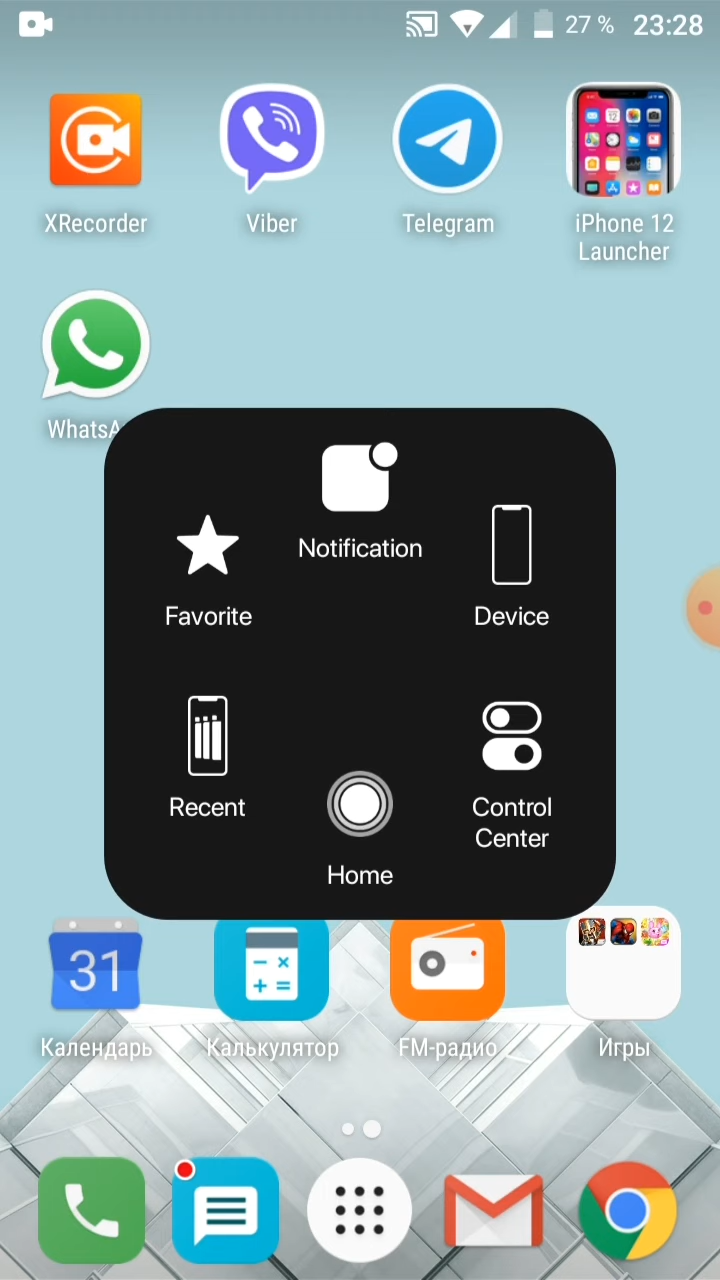 27 % 23:28
XRecorder
Viber
Telegram
iPhone 12
Launcher
WhatsA
Notification
Favorite
Device
Recent
Control
Center
Home
31
Календарь
Калькулятор
FM-радио
Игры